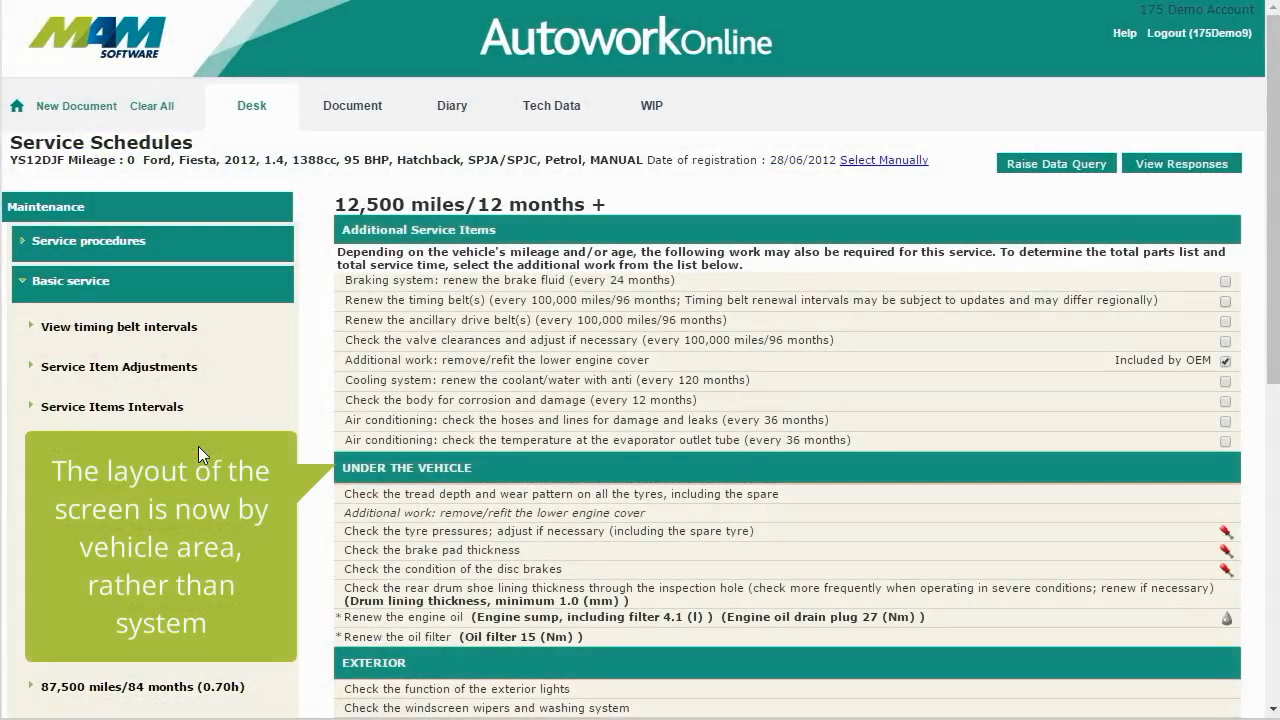 175 Demo Account
M4M
SOFTWARE
AutoworkOnline
Help Logout (175Demo9)
New Document Clear All Desk Document Diary Tech Data WIP
Service Schedules
YS12DJF Mileage : 0 Ford, Fiesta, 2012, 1.4, 1388cc, 95 BHP, Hatchback, SPJA/SPJC, Petrol, MANUAL Date of registration : 28/06/2012 Select Manually
Raise Data Query View Responses
Maintenance
Service procedures
Basic service
View timing belt intervals
Service Item Adjustments
Service Items Intervals
The layout of the
screen is now by
vehicle area,
rather than
system
87,500 miles/84 months (0.70h)
12,500 miles/12 months +
Additional Service Items
Depending on the vehicle's mileage and/or age, the following work may also be required for this service. To determine the total parts list and
total service time, select the additional work from the list below.
Braking system: renew the brake fluid (every 24 months)
Renew the timing belt(s) (every 100,000 miles/96 months; Timing belt renewal intervals may be subject to updates and may differ regionally)
Renew the ancillary drive belt(s) (every 100,000 miles/96 months)
Check the valve clearances and adjust if necessary (every 100,000 miles/96 months)
Additional work: remove/refit the lower engine cover Included by OEM
Cooling system: renew the coolant/water with anti (every 120 months)
Check the body for corrosion and damage (every 12 months)
Air conditioning: check the hoses and lines for damage and leaks (every 36 months)
Air conditioning: check the temperature at the evaporator outlet tube (every 36 months)
UNDER THE VEHICLE
Check the tread depth and wear pattern on all the tyres, including the spare
Additional work: remove/refit the lower engine cover
Check the tyre pressures; adjust if necessary (including the spare tyre)
Check the brake pad thickness
Check the condition of the disc brakes
Check the rear drum shoe lining thickness through the inspection hole (check more frequently when operating in severe conditions; renew if necessary)
(Drum lining thickness, minimum 1.0 (mm) )
* Renew the engine oil (Engine sump, including filter 4.1 (l) ) (Engine oil drain plug 27 (Nm) )
* Renew the oil filter (Oil filter 15 (Nm) )
EXTERIOR
Check the function of the exterior lights
Check the windscreen wipers and washing system